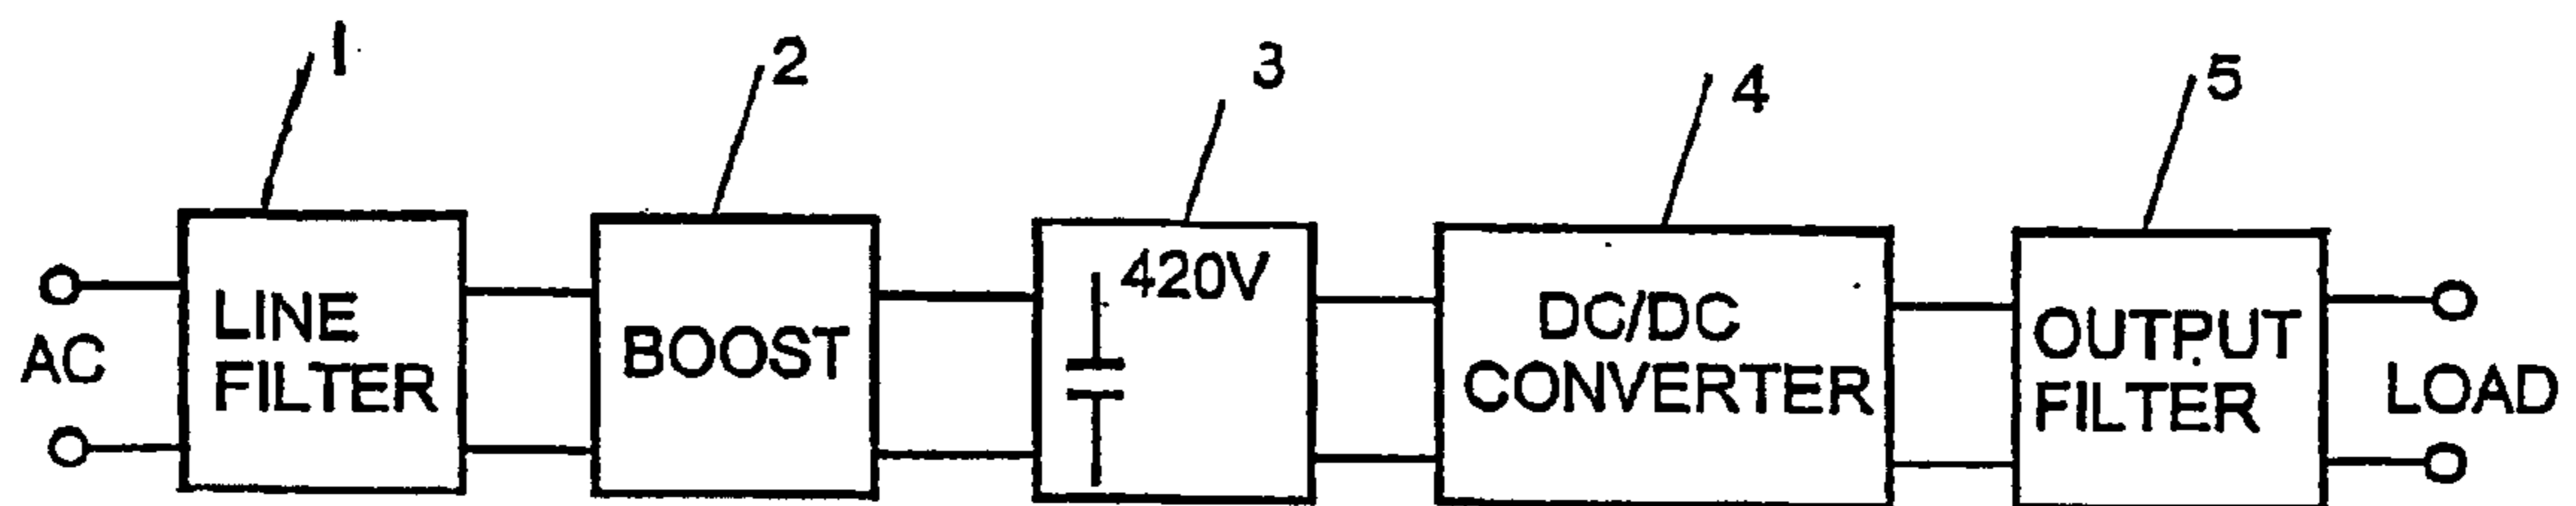 1
2
3
4
5
AC
LINE
FILTER
BOOST
420V
DC/DC
CONVERTER
OUTPUT
FILTER
LOAD